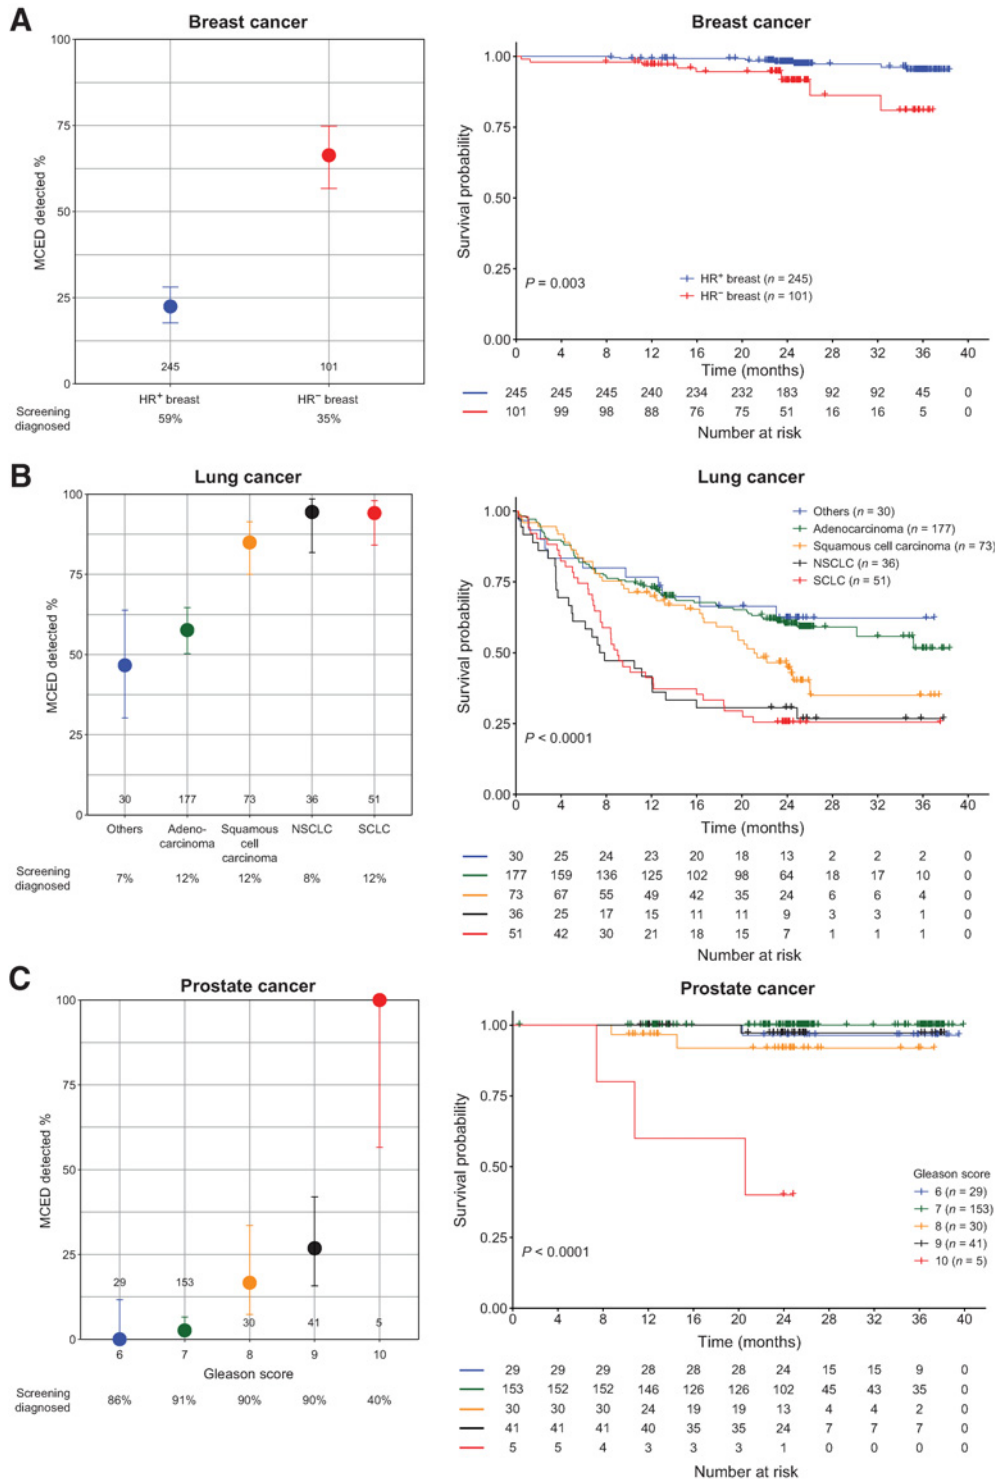 A
Breast cancer
100
75
50
25
0
MCED detected %
245
101
HR⁺ breast
HR⁻ breast
Screening diagnosed
59%
35%
Breast cancer
1.00
0.75
0.50
0.25
0.00
Survival probability
P = 0.003
HR⁺ breast (n = 245)
HR⁻ breast (n = 101)
0 4 8 12 16 20 24 28 32 36 40
Time (months)
245 245 245 240 234 232 183 92 92 45 0
101 99 98 88 76 75 51 16 16 5 0
Number at risk
B
Lung cancer
100
75
50
25
0
MCED detected %
30 177 73 36 51
Others
Adeno-
carcinoma
Squamous
cell
carcinoma
NSCLC
SCLC
Screening
diagnosed
7% 12% 12% 8% 12%
Lung cancer
1.00
0.75
0.50
0.25
0.00
Survival probability
Others (n = 30)
Adenocarcinoma (n = 177)
Squamous cell carcinoma (n = 73)
NSCLC (n = 36)
SCLC (n = 51)
P < 0.0001
0 4 8 12 16 20 24 28 32 36 40
Time (months)
30 25 24 23 20 18 13 2 2 2 0
177 159 136 125 102 98 64 18 17 10 0
73 67 55 49 42 35 24 6 6 4 0
36 25 17 15 11 11 9 3 3 1 0
51 42 30 21 18 15 7 1 1 1 0
Number at risk
C
Prostate cancer
100
75
50
25
0
MCED detected %
29 153
30 41 5
6 7 8 9 10
Gleason score
Screening
diagnosed
86% 91% 90% 90% 40%
Prostate cancer
1.00
0.75
0.50
0.25
0.00
Survival probability
Gleason score
6 (n = 29)
7 (n = 153)
8 (n = 30)
9 (n = 41)
10 (n = 5)
P < 0.0001
0 4 8 12 16 20 24 28 32 36 40
Time (months)
29 29 29 28 28 28 24 15 15 9 0
153 152 152 146 126 126 102 45 43 35 0
30 30 30 24 19 19 13 4 4 2 0
41 41 41 40 35 35 24 7 7 7 0
5 5 4 3 3 3 1 0 0 0 0
Number at risk